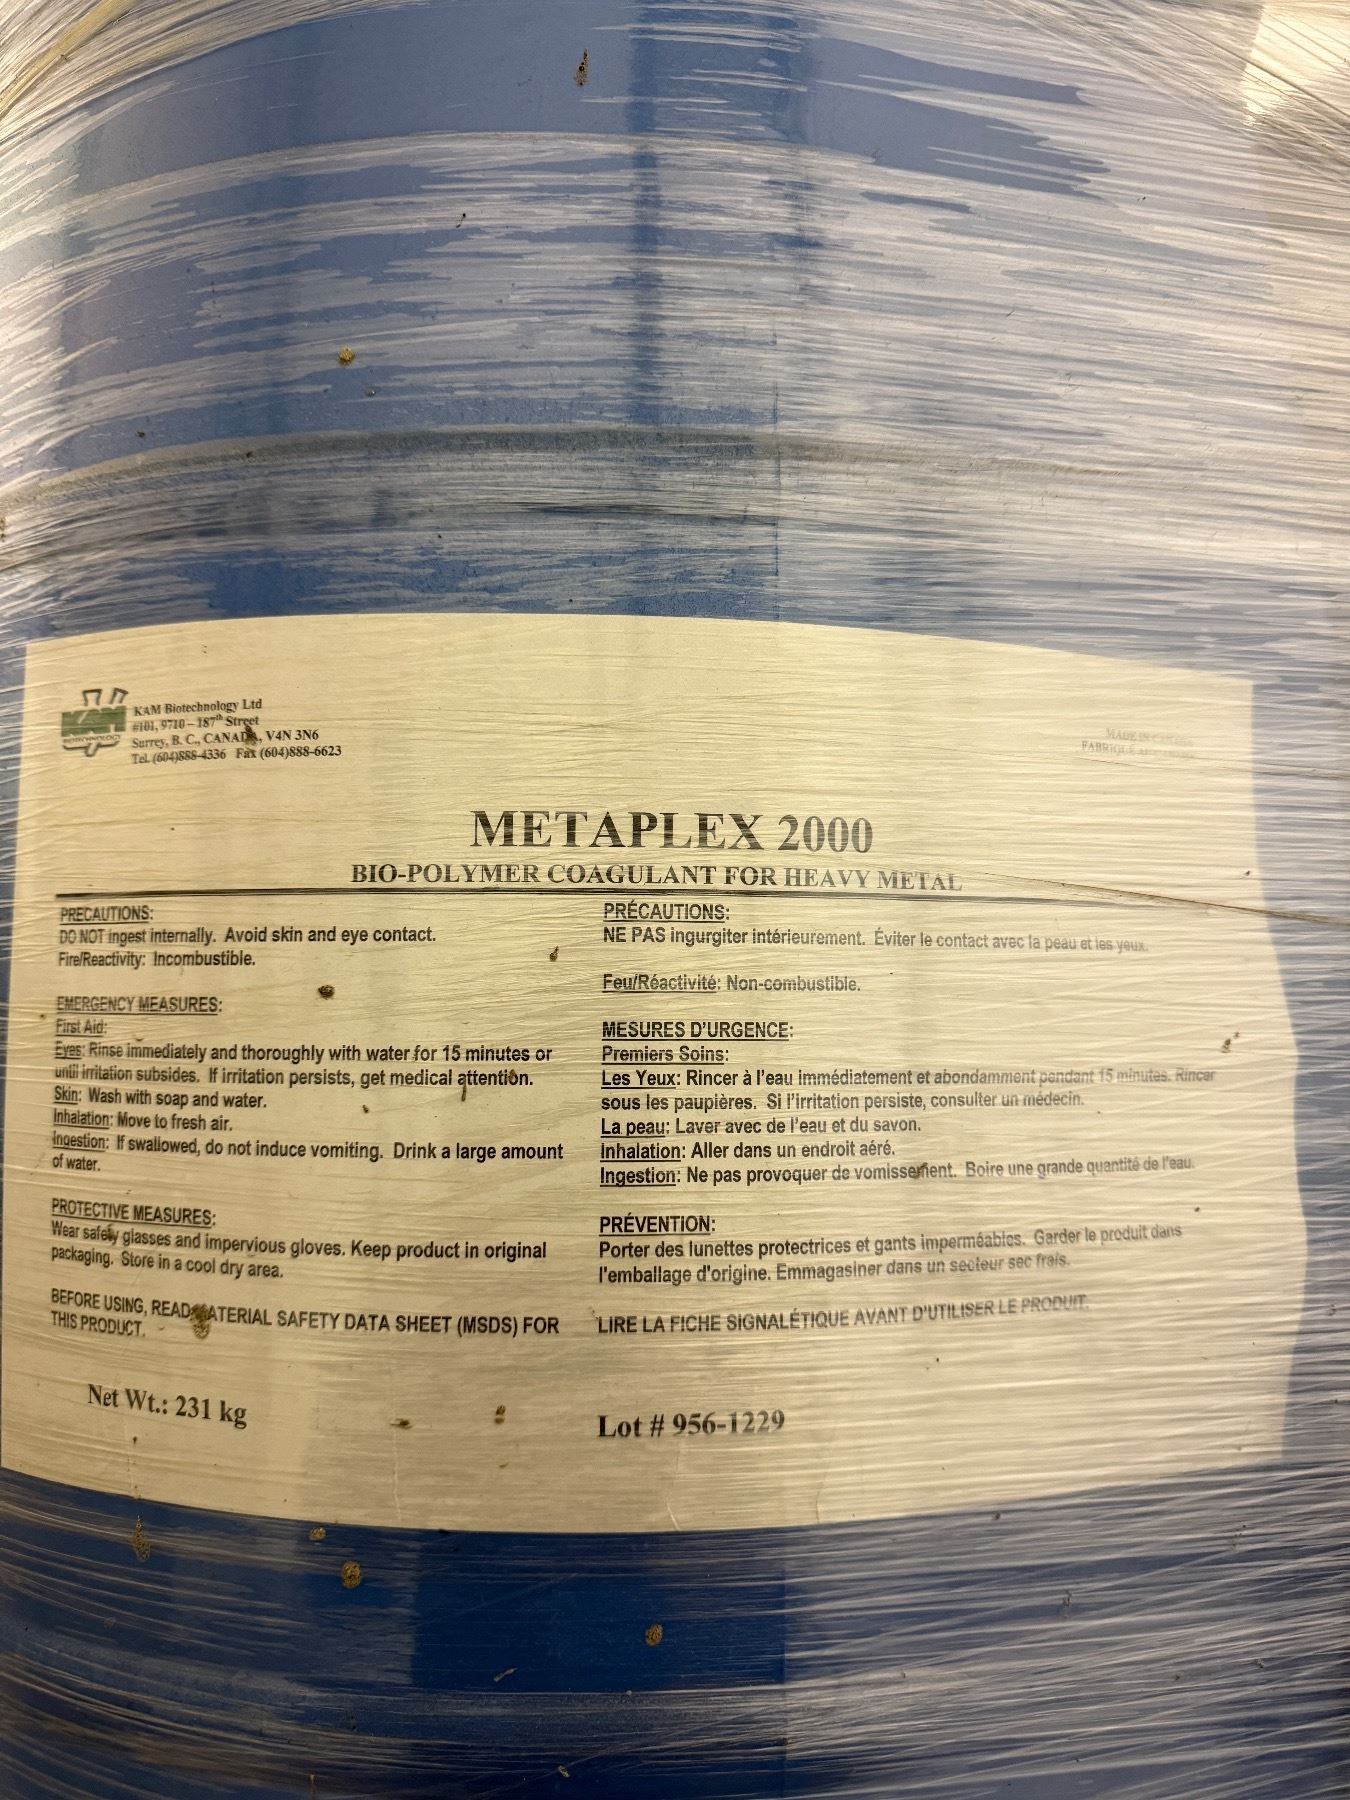 KAM
BIOTECHNOLOGY
KAM Biotechnology Ltd
#101, 9710 – 187th Street
Surrey, B. C., CANADA, V4N 3N6
Tel. (604)888-4336 Fax (604)888-6623
MADE IN CANADA
FABRIQUÉ AU CANADA
METAPLEX 2000
BIO-POLYMER COAGULANT FOR HEAVY METAL
PRECAUTIONS:
DO NOT ingest internally. Avoid skin and eye contact.
Fire/Reactivity: Incombustible.
EMERGENCY MEASURES:
First Aid:
Eyes: Rinse immediately and thoroughly with water for 15 minutes or
until irritation subsides. If irritation persists, get medical attention.
Skin: Wash with soap and water.
Inhalation: Move to fresh air.
Ingestion: If swallowed, do not induce vomiting. Drink a large amount
of water.
PROTECTIVE MEASURES:
Wear safety glasses and impervious gloves. Keep product in original
packaging. Store in a cool dry area.
BEFORE USING, READ MATERIAL SAFETY DATA SHEET (MSDS) FOR
THIS PRODUCT.
PRÉCAUTIONS:
NE PAS ingurgiter intérieurement. Éviter le contact avec la peau et les yeux.
Feu/Réactivité: Non-combustible.
MESURES D'URGENCE:
Premiers Soins:
Les Yeux: Rincer à l'eau immédiatement et abondamment pendant 15 minutes. Rincer
sous les paupières. Si l'irritation persiste, consulter un médecin.
La peau: Laver avec de l'eau et du savon.
Inhalation: Aller dans un endroit aéré.
Ingestion: Ne pas provoquer de vomissement. Boire une grande quantité de l'eau.
PRÉVENTION:
Porter des lunettes protectrices et gants imperméables. Garder le produit dans
l'emballage d'origine. Emmagasiner dans un secteur sec frais.
LIRE LA FICHE SIGNALÉTIQUE AVANT D'UTILISER LE PRODUIT.
Net Wt.: 231 kg
Lot # 956-1229